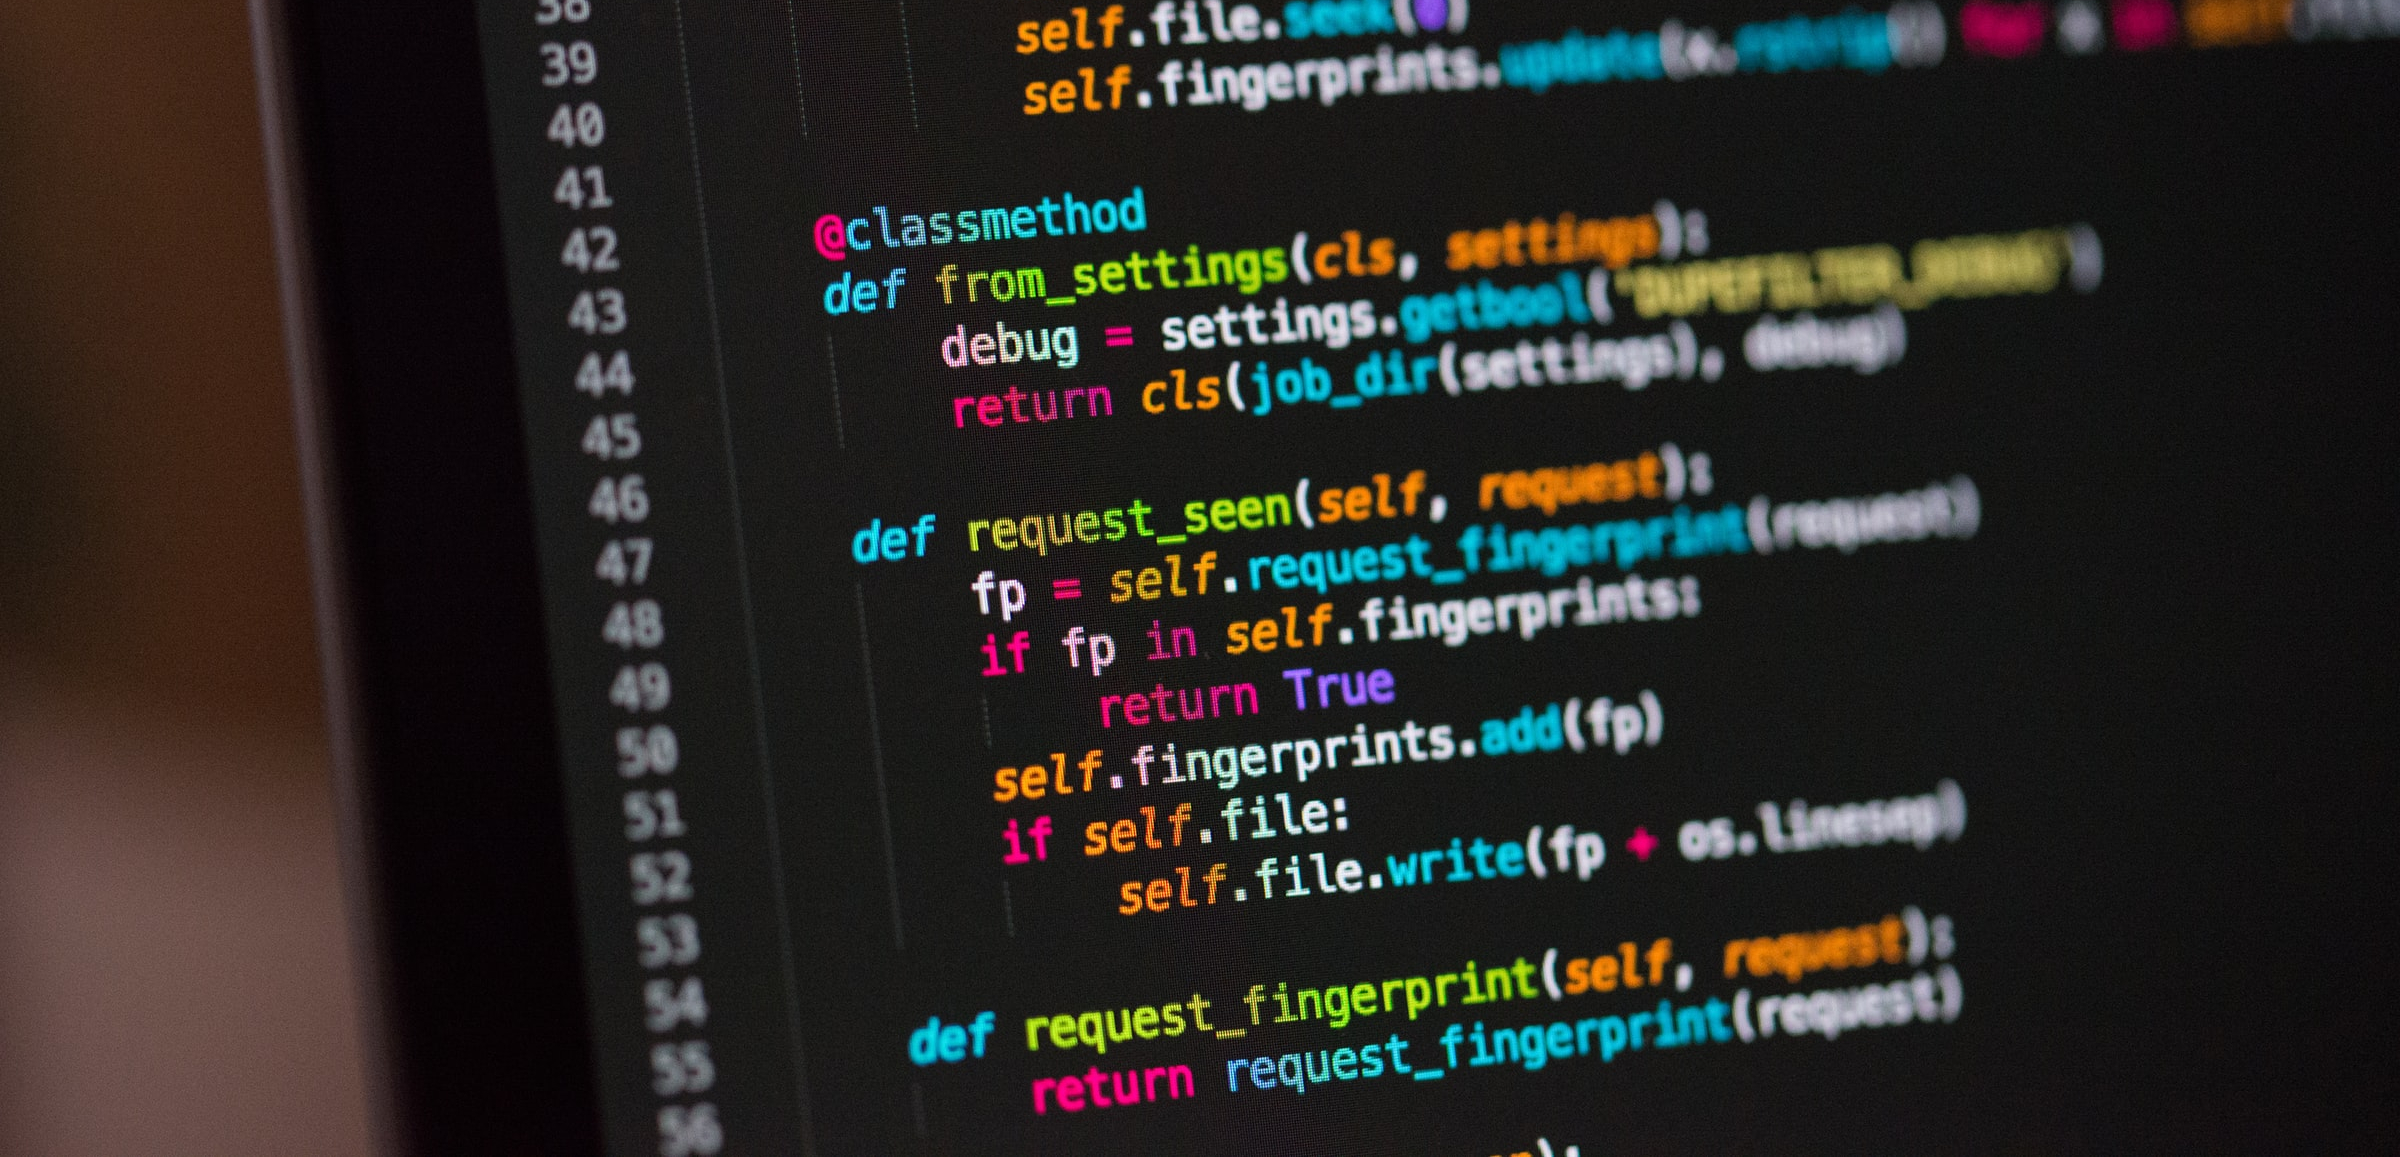 38
self.file.seek(0)
39
self.fingerprints.update(x.rstrip() for x in self.file
40
41
@classmethod
42
def from_settings(cls, settings):
43
debug = settings.getbool('DUPEFILTER_DEBUG')
44
return cls(job_dir(settings), debug)
45
46
def request_seen(self, request):
47
fp = self.request_fingerprint(request)
48
if fp in self.fingerprints:
49
return True
50
self.fingerprints.add(fp)
51
if self.file:
52
self.file.write(fp + os.linesep)
53
54
def request_fingerprint(self, request):
55
return request_fingerprint(request)
56
):